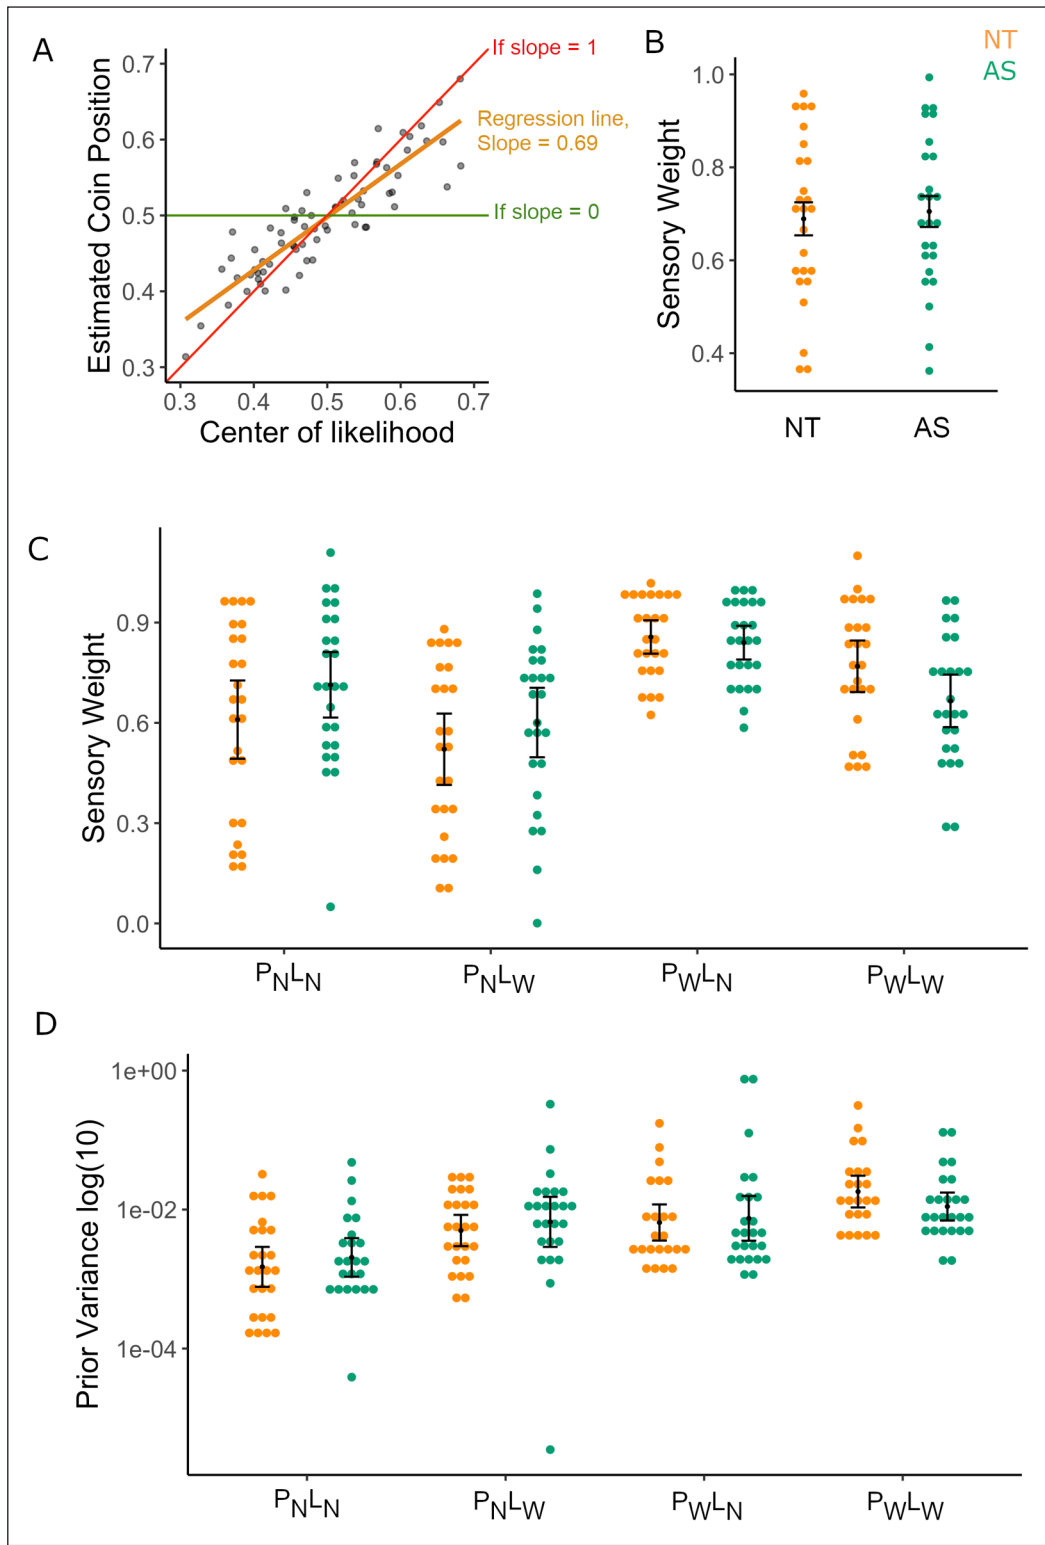 A
If slope = 1
0.7
Regression line,
Slope = 0.69
0.6
0.5
If slope = 0
0.4
0.3
Estimated Coin Position
0.3 0.4 0.5 0.6 0.7
Center of likelihood
B
NT
AS
1.0
0.8
0.6
0.4
Sensory Weight
NT AS
C
0.9
0.6
0.3
0.0
Sensory Weight
PNLN PNLW PWLN PWLW
D
1e+00
1e-02
1e-04
Prior Variance log(10)
PNLN PNLW PWLN PWLW